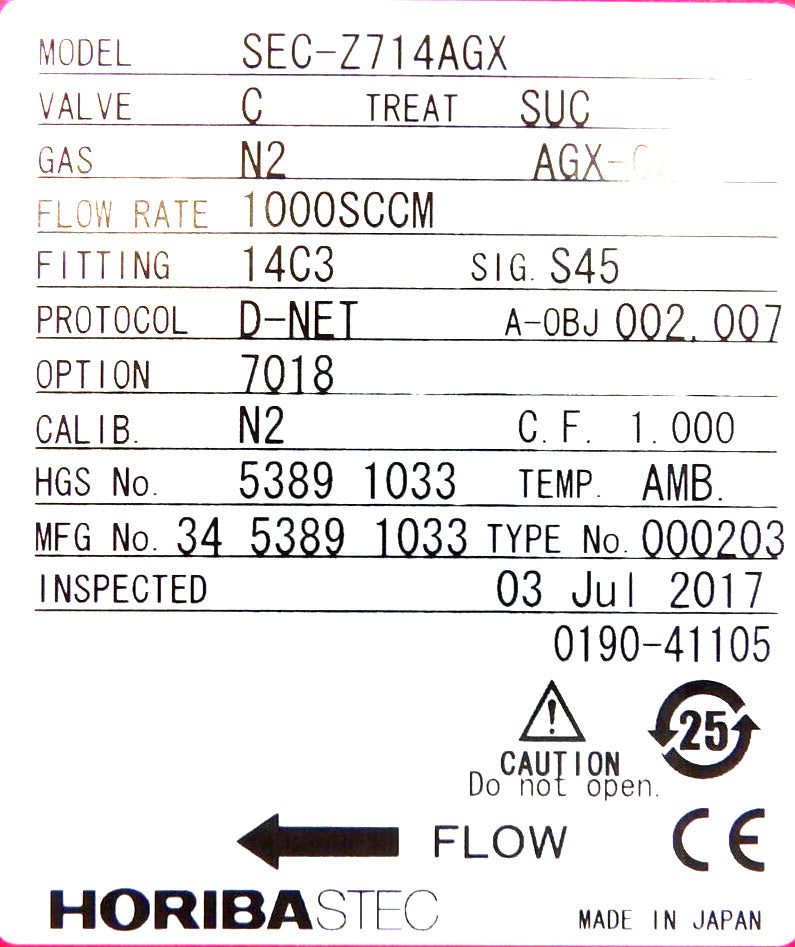 MODEL SEC-Z714AGX
VALVE C TREAT SUC
GAS N2
FLOW RATE 1000SCCM
FITTING 14C3 SIG. S45
PROTOCOL D-NET A-OBJ 002.007
OPTION 7018
CALIB. N2 C.F. 1.000
HGS No. 5389 1033 TEMP. AMB.
MFG No. 34 5389 1033 TYPE No. 000203
INSPECTED 03 Jul 2017
0190-41105
25
CAUTION
Do not open.
FLOW CE
HORIBASTEC
MADE IN JAPAN